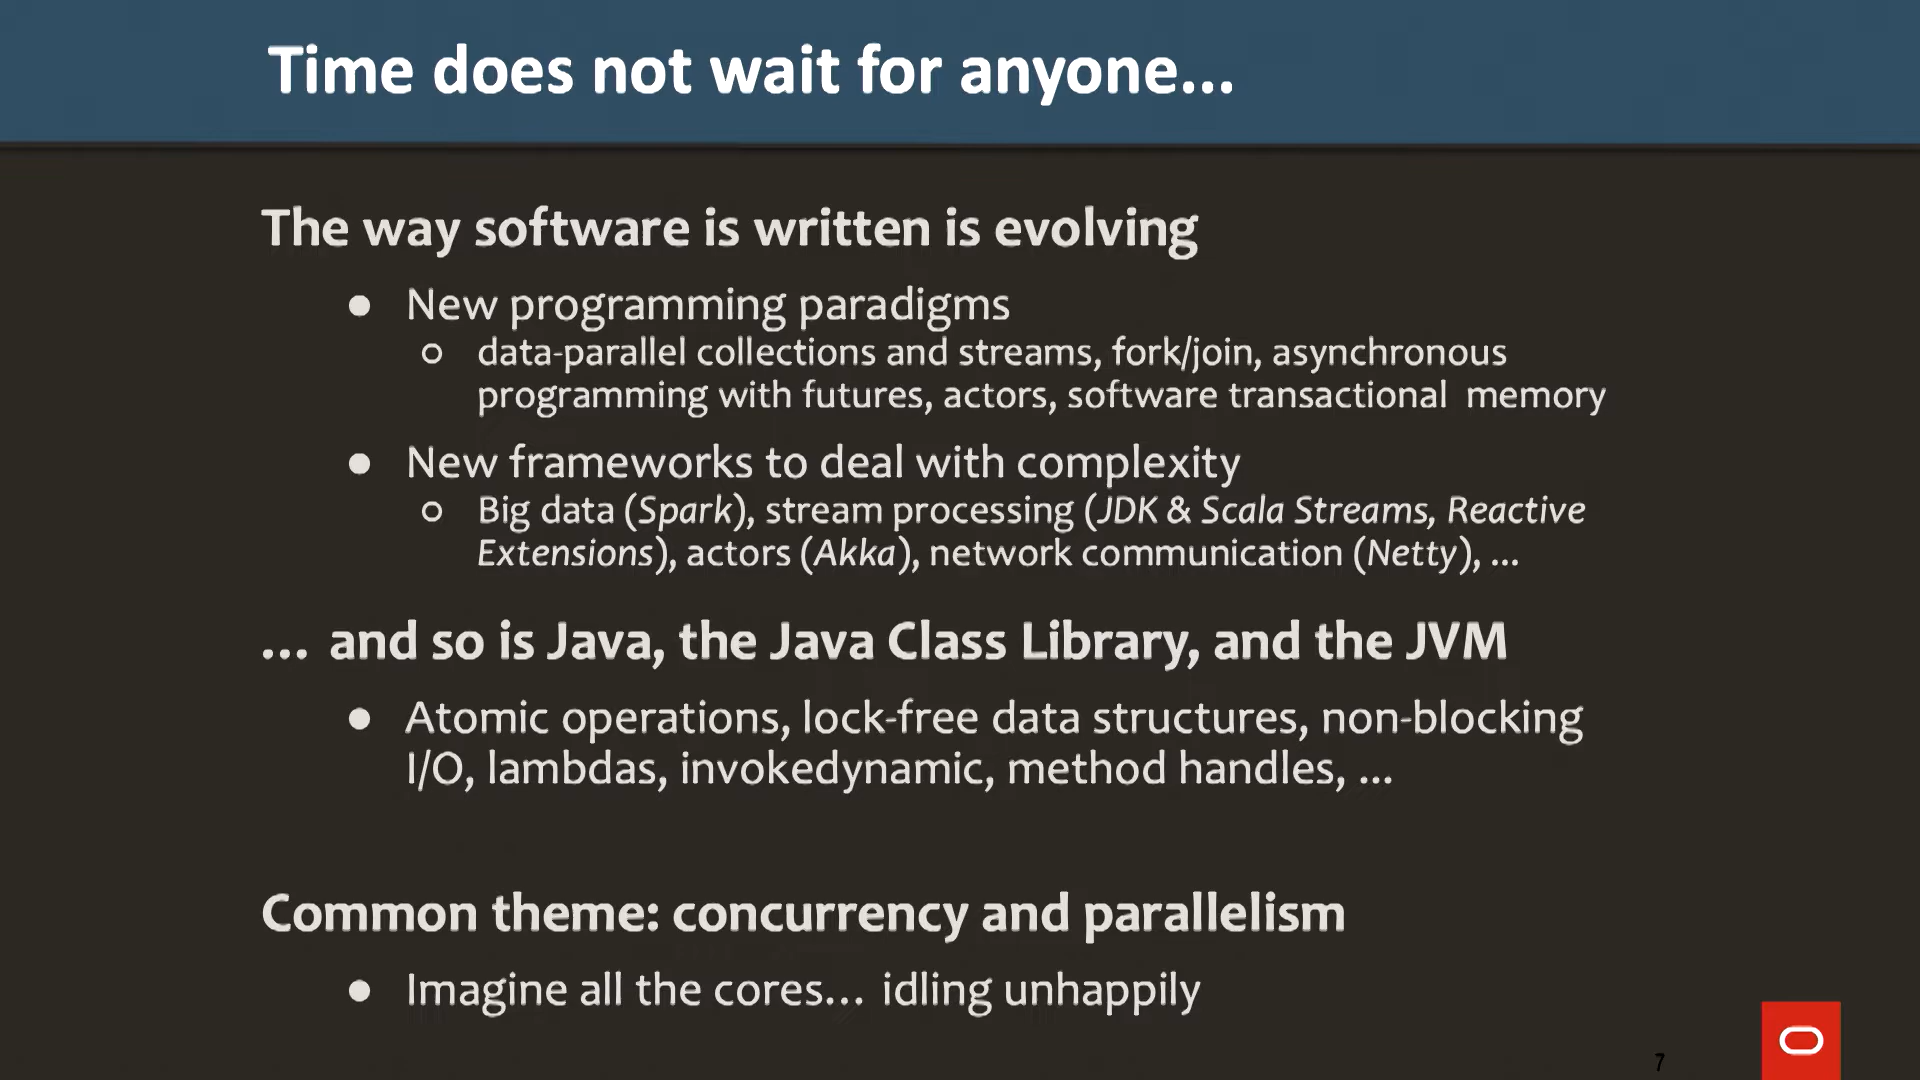 Time does not wait for anyone...
The way software is written is evolving
● New programming paradigms
○ data-parallel collections and streams, fork/join, asynchronous
programming with futures, actors, software transactional memory
● New frameworks to deal with complexity
○ Big data (Spark), stream processing (JDK & Scala Streams, Reactive
Extensions), actors (Akka), network communication (Netty), ...
... and so is Java, the Java Class Library, and the JVM
● Atomic operations, lock-free data structures, non-blocking
I/O, lambdas, invokedynamic, method handles, ...
Common theme: concurrency and parallelism
● Imagine all the cores... idling unhappily
7